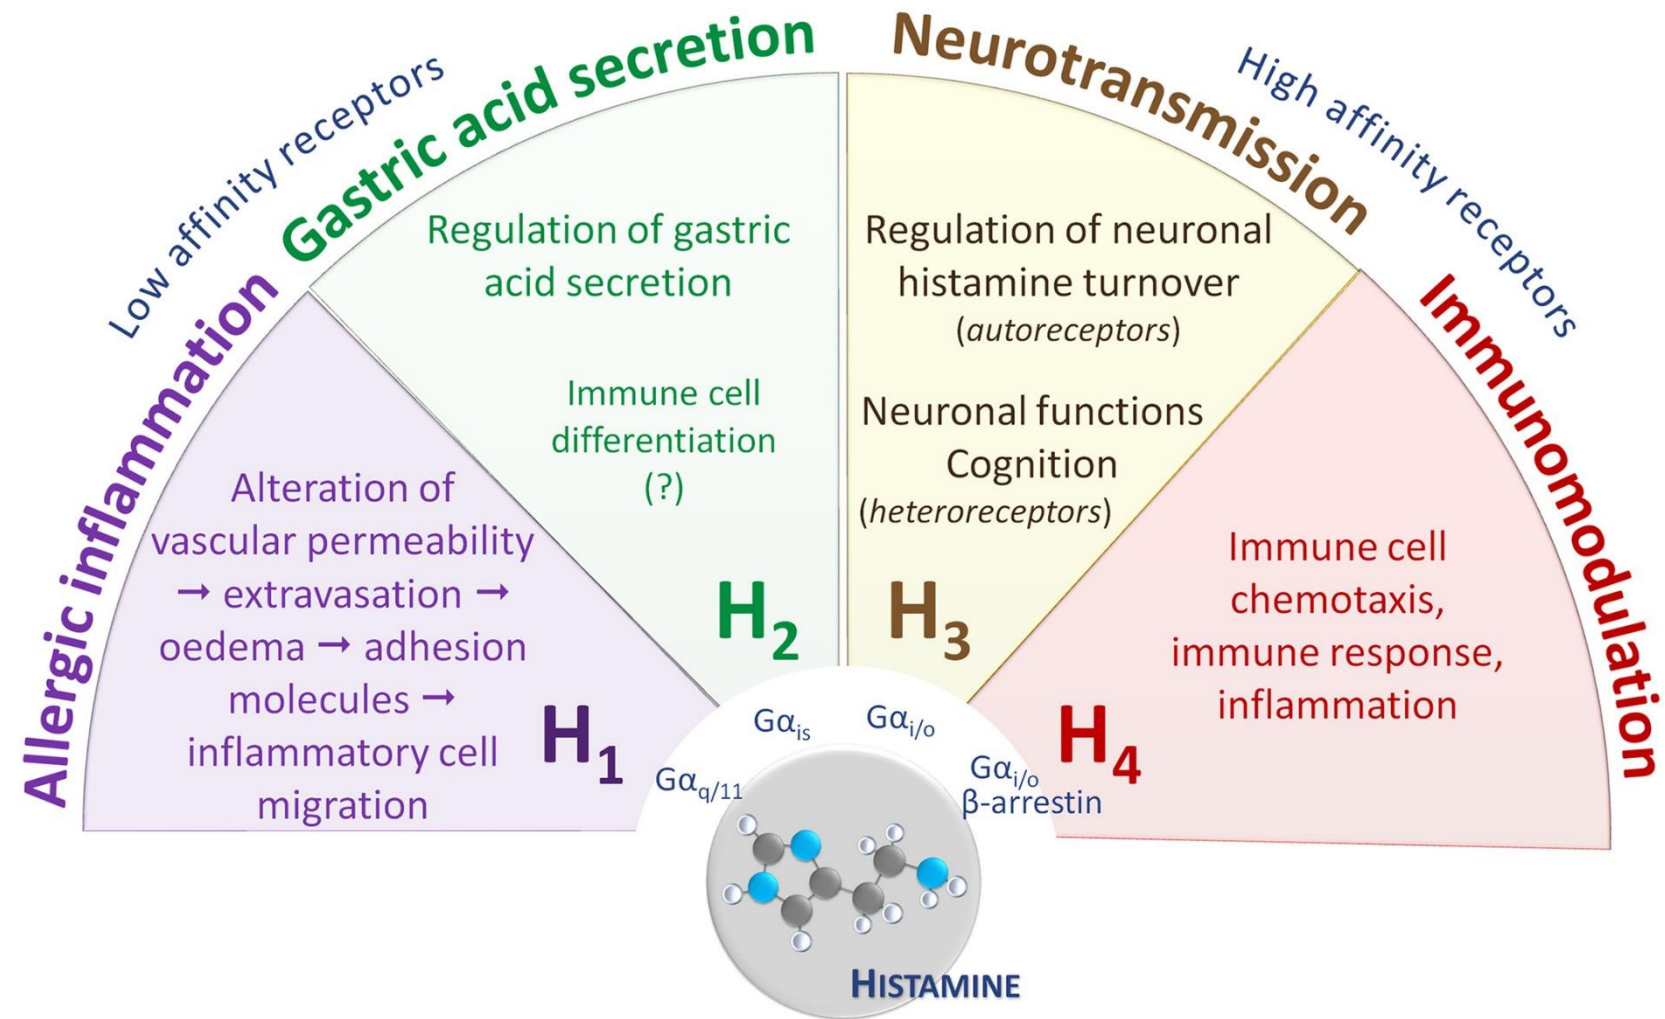 Low affinity receptors
High affinity receptors
Allergic inflammation
Gastric acid secretion
Neurotransmission
Immunomodulation
Alteration of
vascular permeability
→ extravasation →
oedema → adhesion
molecules →
inflammatory cell
migration
H1
Regulation of gastric
acid secretion
Immune cell
differentiation
(?)
H2
Regulation of neuronal
histamine turnover
(autoreceptors)
Neuronal functions
Cognition
(heteroreceptors)
H3
Immune cell
chemotaxis,
immune response,
inflammation
H4
Gαq/11
Gαis
Gαi/o
Gαi/o
β-arrestin
HISTAMINE